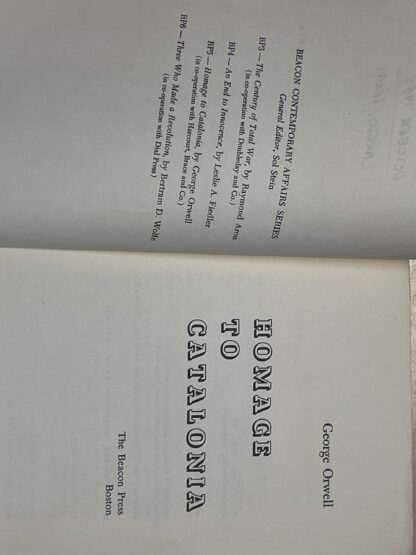 BEACON CONTEMPORARY AFFAIRS SERIES
General Editor, Sol Stein
BP3 — The Century of Total War, by Raymond Aron
(in co-operation with Doubleday and Co.)
BP4 — An End to Innocence, by Leslie A. Fiedler
BP5 — Homage to Catalonia, by George Orwell
(in co-operation with Harcourt, Brace and Co.)
BP6 — Three Who Made a Revolution, by Bertram D. Wolfe
(in co-operation with Dial Press)
George Orwell
HOMAGE
TO
CATALONIA
The Beacon Press
Boston